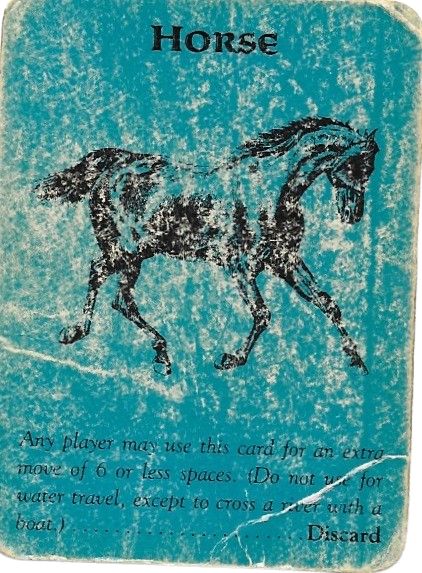 HORSE
Any player may use this card for an extra
move of 6 or less spaces. (Do not use for
water travel, except to cross a river with a
boat.) . . . . . . . . . . . . . . . . . . . . . . . Discard